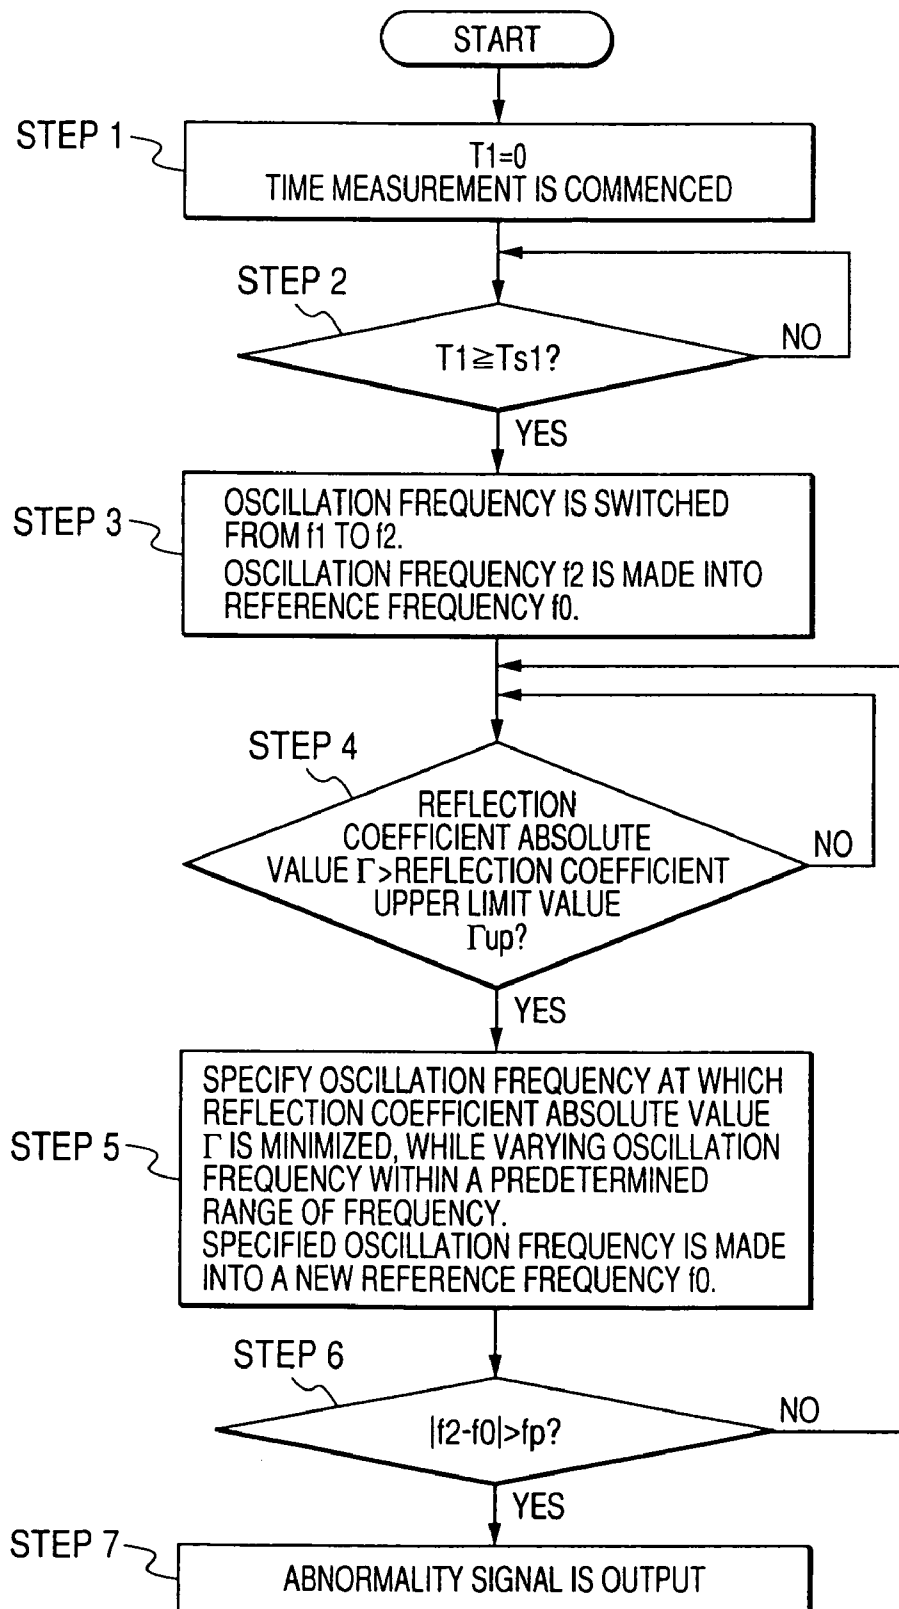 START
STEP 1
T1=0
TIME MEASUREMENT IS COMMENCED
STEP 2
T1≧Ts1?
NO
YES
STEP 3
OSCILLATION FREQUENCY IS SWITCHED
FROM f1 TO f2.
OSCILLATION FREQUENCY f2 IS MADE INTO
REFERENCE FREQUENCY f0.
STEP 4
REFLECTION
COEFFICIENT ABSOLUTE
VALUE Γ>REFLECTION COEFFICIENT
UPPER LIMIT VALUE
Γup?
NO
YES
STEP 5
SPECIFY OSCILLATION FREQUENCY AT WHICH
REFLECTION COEFFICIENT ABSOLUTE VALUE
Γ IS MINIMIZED, WHILE VARYING OSCILLATION
FREQUENCY WITHIN A PREDETERMINED
RANGE OF FREQUENCY.
SPECIFIED OSCILLATION FREQUENCY IS MADE
INTO A NEW REFERENCE FREQUENCY f0.
STEP 6
|f2-f0|>fp?
NO
YES
STEP 7
ABNORMALITY SIGNAL IS OUTPUT